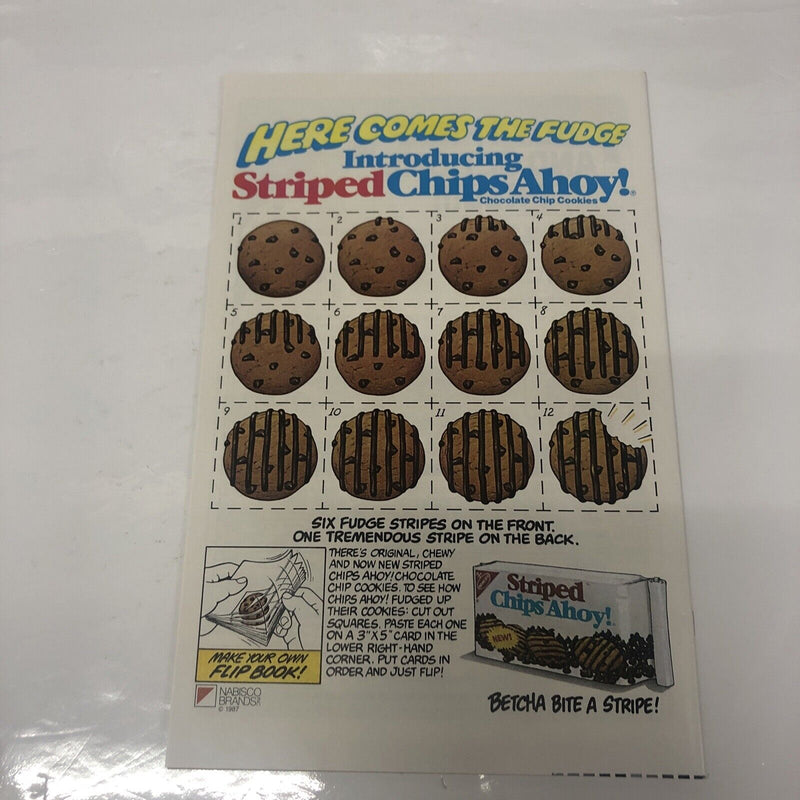 HERE COMES THE FUDGE
Introducing
Striped Chips Ahoy!®
Chocolate Chip Cookies
1 2 3 4
5 6 7 8
9 10 11 12
SIX FUDGE STRIPES ON THE FRONT.
ONE TREMENDOUS STRIPE ON THE BACK.
MAKE YOUR OWN
FLIP BOOK!
THERE'S ORIGINAL, CHEWY
AND NOW NEW STRIPED
CHIPS AHOY! CHOCOLATE
CHIP COOKIES. TO SEE HOW
CHIPS AHOY! FUDGED UP
THEIR COOKIES: CUT OUT
SQUARES. PASTE EACH ONE
ON A 3"X5" CARD IN THE
LOWER RIGHT-HAND
CORNER. PUT CARDS IN
ORDER AND JUST FLIP!
Striped
Chips Ahoy!
NEW!
NABISCO
BRANDS
© 1987
BETCHA BITE A STRIPE!